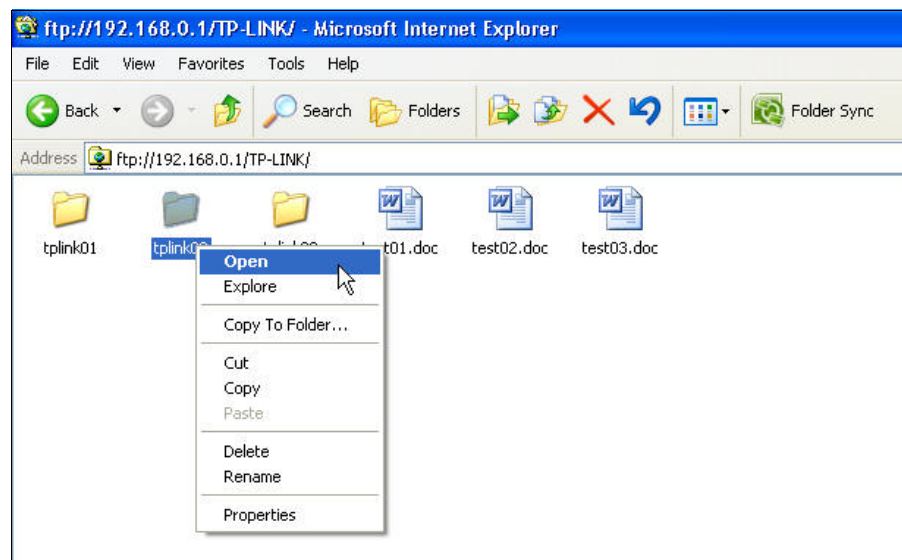 ftp://192.168.0.1/TP-LINK/ - Microsoft Internet Explorer
File Edit View Favorites Tools Help
Back Search Folders Folder Sync
Address ftp://192.168.0.1/TP-LINK/
tplink01 test02.doc test03.doc
Open
Explore
Copy To Folder...
Cut
Copy
Paste
Delete
Rename
Properties